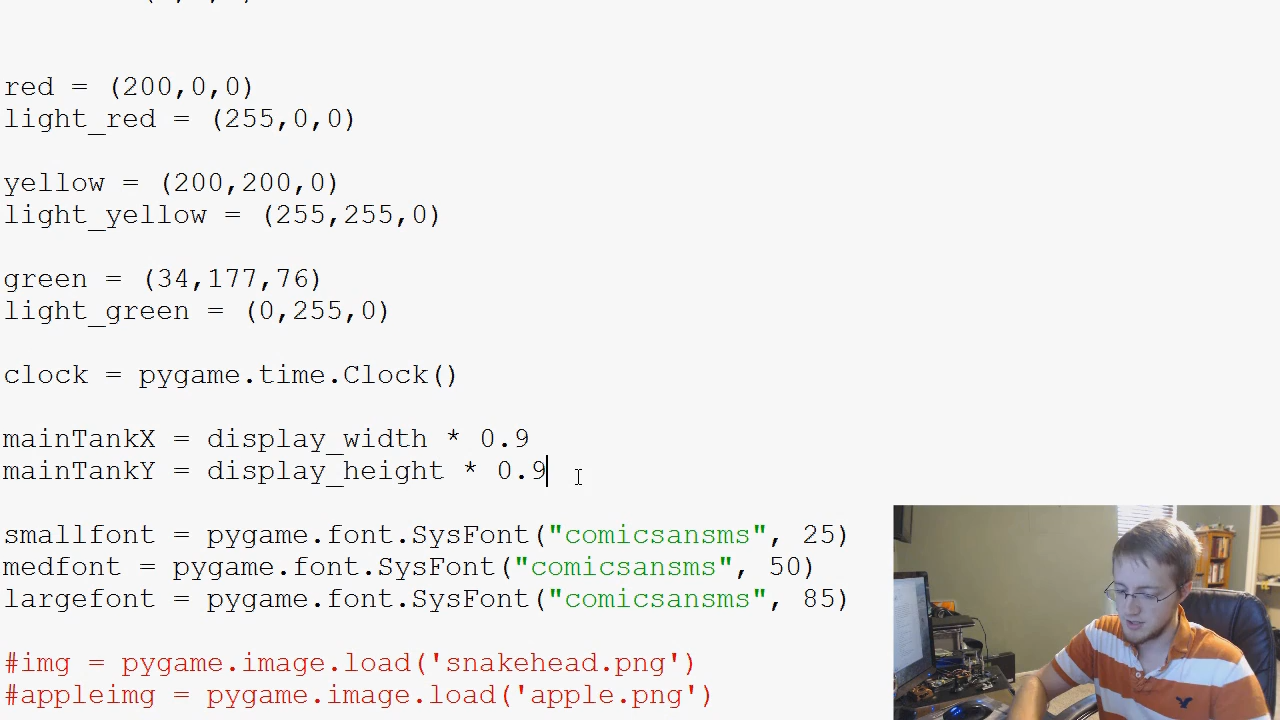 red = (200,0,0)
light_red = (255,0,0)
yellow = (200,200,0)
light_yellow = (255,255,0)
green = (34,177,76)
light_green = (0,255,0)
clock = pygame.time.Clock()
mainTankX = display_width * 0.9
mainTankY = display_height * 0.9
smallfont = pygame.font.SysFont("comicsansms", 25)
medfont = pygame.font.SysFont("comicsansms", 50)
largefont = pygame.font.SysFont("comicsansms", 85)
#img = pygame.image.load('snakehead.png')
#appleimg = pygame.image.load('apple.png')